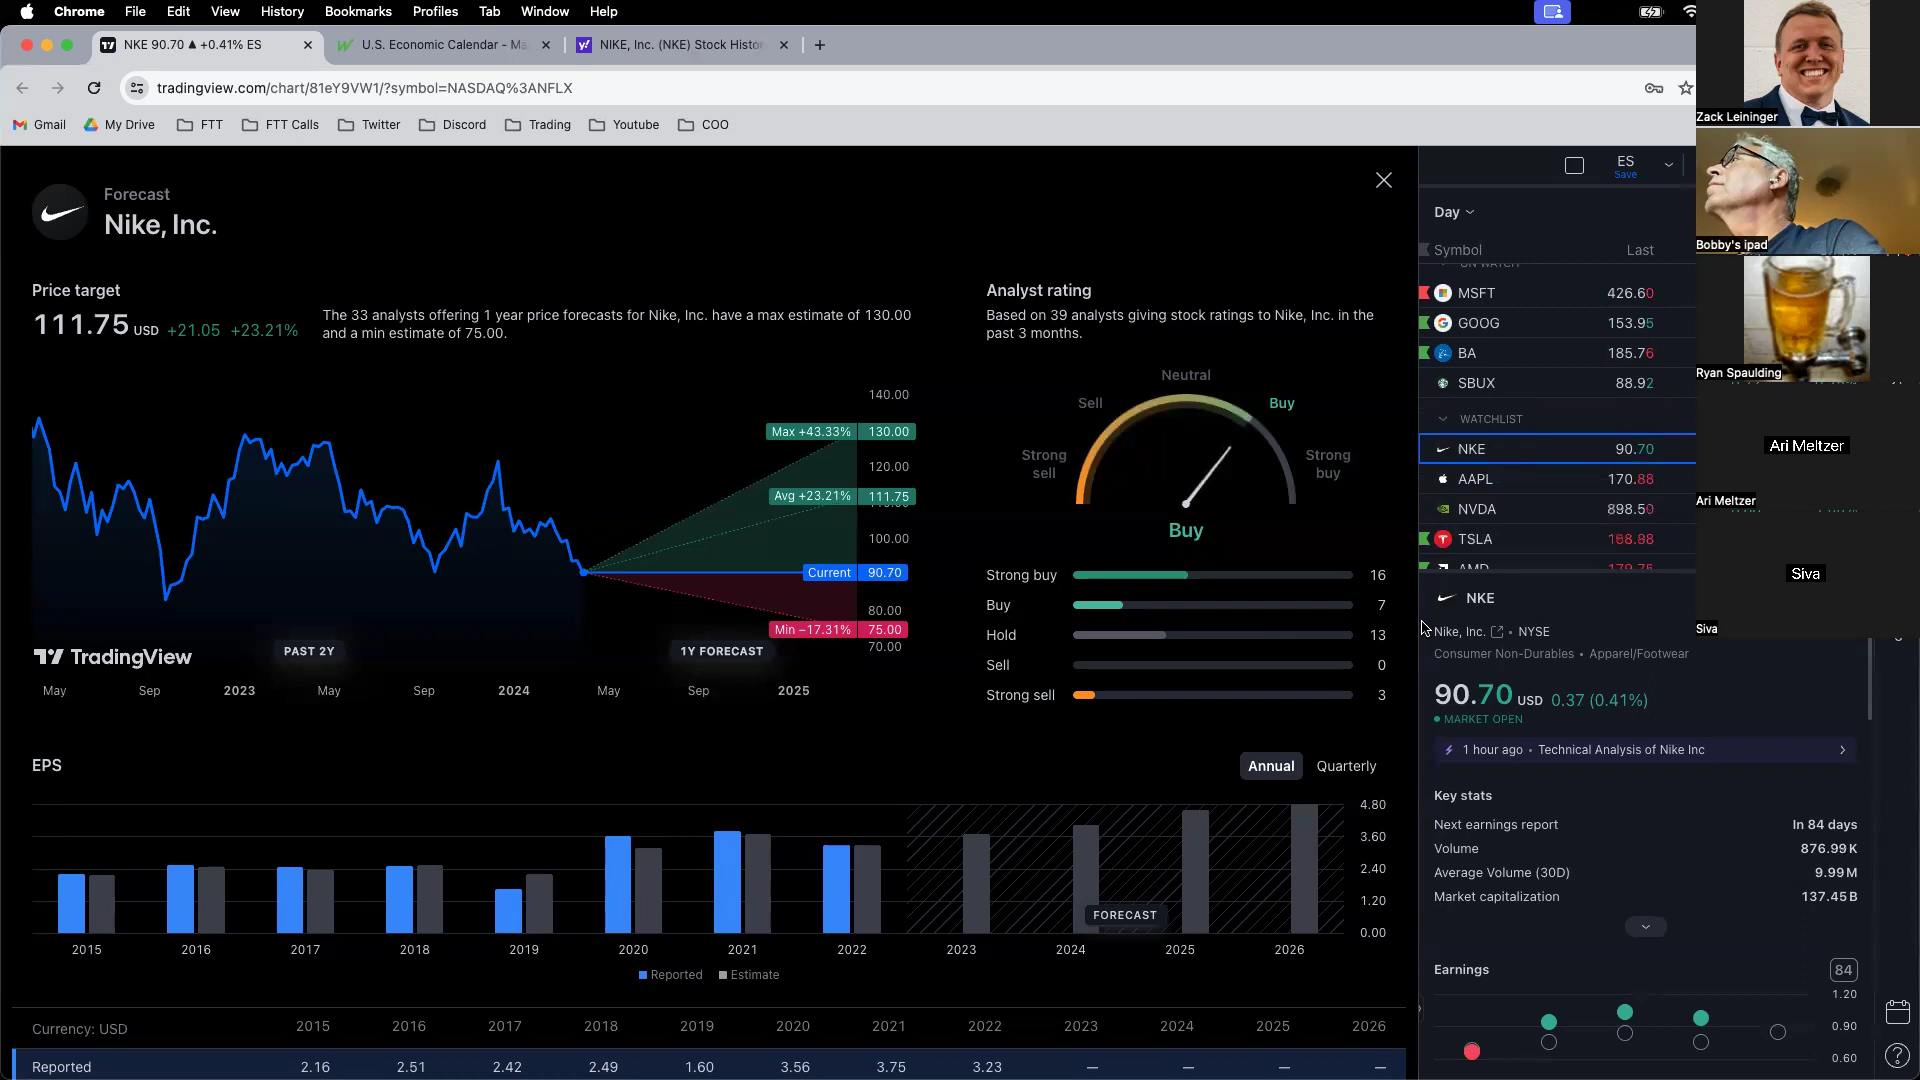 Chrome File Edit View History Bookmarks Profiles Tab Window Help
NKE 90.70 ▲ +0.41% ES
U.S. Economic Calendar - Ma
NIKE, Inc. (NKE) Stock Histor
tradingview.com/chart/81eY9VW1/?symbol=NASDAQ%3ANFLX
Gmail My Drive FTT FTT Calls Twitter Discord Trading Youtube COO
Forecast
Nike, Inc.
Price target
111.75 USD +21.05 +23.21%
The 33 analysts offering 1 year price forecasts for Nike, Inc. have a max estimate of 130.00
and a min estimate of 75.00.
140.00
Max +43.33% 130.00
120.00
Avg +23.21% 111.75
100.00
Current 90.70
80.00
Min −17.31% 75.00
70.00
PAST 2Y
1Y FORECAST
TradingView
May Sep 2023 May Sep 2024 May Sep 2025
Analyst rating
Based on 39 analysts giving stock ratings to Nike, Inc. in the
past 3 months.
Neutral
Sell
Buy
Strong
sell
Strong
buy
Buy
Strong buy 16
Buy 7
Hold 13
Sell 0
Strong sell 3
EPS
Annual Quarterly
4.80
3.60
2.40
1.20
0.00
FORECAST
2015 2016 2017 2018 2019 2020 2021 2022 2023 2024 2025 2026
Reported Estimate
Currency: USD 2015 2016 2017 2018 2019 2020 2021 2022 2023 2024 2025 2026
Reported 2.16 2.51 2.42 2.49 1.60 3.56 3.75 3.23 — — — —
ES
Save
Day
Symbol Last
ON WATCH
MSFT 426.60
GOOG 153.95
BA 185.76
SBUX 88.92
WATCHLIST
NKE 90.70
AAPL 170.88
NVDA 898.50
TSLA 168.88
AMD 179.75
NKE
Nike, Inc. • NYSE
Consumer Non-Durables • Apparel/Footwear
90.70 USD 0.37 (0.41%)
MARKET OPEN
1 hour ago • Technical Analysis of Nike Inc
Key stats
Next earnings report In 84 days
Volume 876.99K
Average Volume (30D) 9.99M
Market capitalization 137.45B
Earnings 84
1.20
0.90
0.60
Zack Leininger
Bobby's ipad
Ryan Spaulding
Ari Meltzer
Ari Meltzer
Siva
Siva